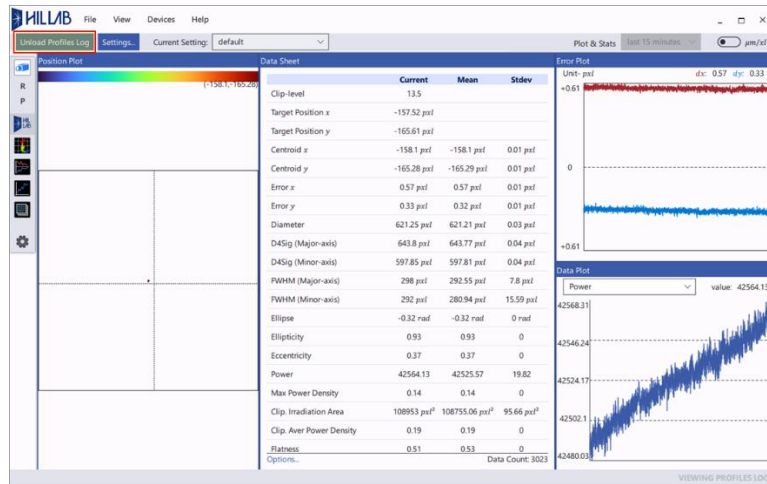 HILLAB File View Devices Help
Unload Profiles Log Settings... Current Setting: default Plot & Stats last 15 minutes μm/pxl
Position Plot
(-158.1,-165.28)
R
P
HIL
LAB
Data Sheet
Current Mean Stdev
Clip-level 13.5
Target Position x -157.52 pxl
Target Position y -165.61 pxl
Centroid x -158.1 pxl -158.1 pxl 0.01 pxl
Centroid y -165.28 pxl -165.29 pxl 0.01 pxl
Error x 0.57 pxl 0.57 pxl 0.01 pxl
Error y 0.33 pxl 0.32 pxl 0.01 pxl
Diameter 621.25 pxl 621.21 pxl 0.03 pxl
D4Sig (Major-axis) 643.8 pxl 643.77 pxl 0.04 pxl
D4Sig (Minor-axis) 597.85 pxl 597.81 pxl 0.04 pxl
FWHM (Major-axis) 298 pxl 292.55 pxl 7.8 pxl
FWHM (Minor-axis) 292 pxl 280.94 pxl 15.59 pxl
Ellipse -0.32 rad -0.32 rad 0 rad
Ellipticity 0.93 0.93 0
Eccentricity 0.37 0.37 0
Power 42564.13 42525.57 19.82
Max Power Density 0.14 0.14 0
Clip. Irradiation Area 108953 pxl² 108755.06 pxl² 95.66 pxl²
Clip. Aver Power Density 0.19 0.19 0
Flatness 0.51 0.53 0
Options... Data Count: 3023
Error Plot
Unit- pxl dx: 0.57 dy: 0.33
+0.61
0
+0.61
Data Plot
Power value: 42564.13
42568.31
42546.24
42524.17
42502.1
42480.03
VIEWING PROFILES LOG